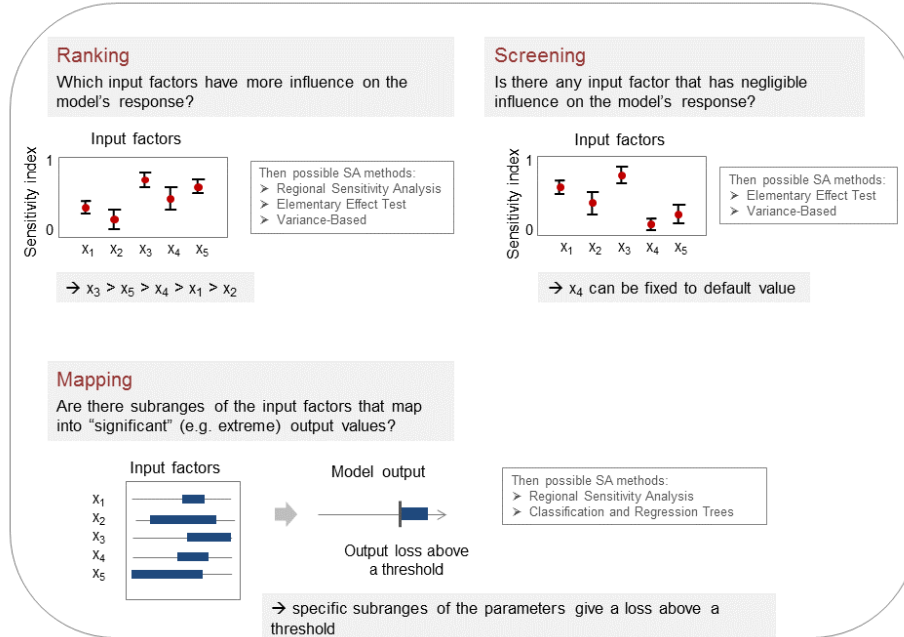 Ranking
Which input factors have more influence on the
model's response?
Input factors
Sensitivity index
1
0
x1 x2 x3 x4 x5
Then possible SA methods:
➢ Regional Sensitivity Analysis
➢ Elementary Effect Test
➢ Variance-Based
→ x3 > x5 > x4 > x1 > x2
Screening
Is there any input factor that has negligible
influence on the model's response?
Input factors
Sensitivity index
1
0
x1 x2 x3 x4 x5
Then possible SA methods:
➢ Elementary Effect Test
➢ Variance-Based
→ x4 can be fixed to default value
Mapping
Are there subranges of the input factors that map
into "significant" (e.g. extreme) output values?
Input factors
x1
x2
x3
x4
x5
Model output
Output loss above
a threshold
Then possible SA methods:
➢ Regional Sensitivity Analysis
➢ Classification and Regression Trees
→ specific subranges of the parameters give a loss above a
threshold